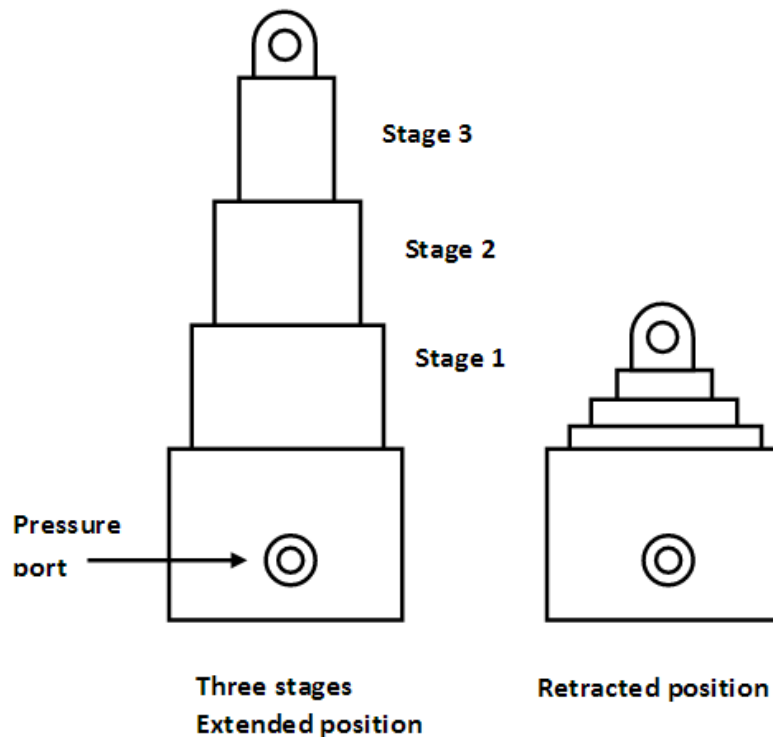 Stage 3
Stage 2
Stage 1
Pressure
port
Three stages
Extended position
Retracted position